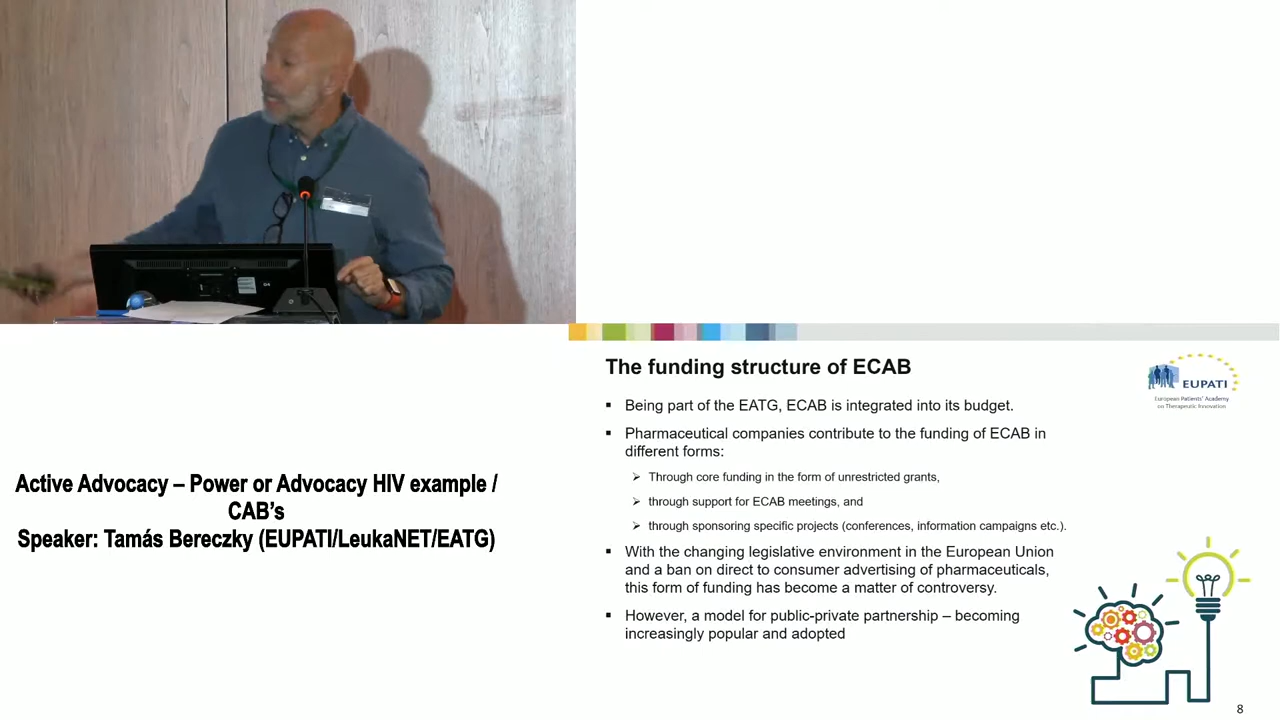 Active Advocacy – Power or Advocacy HIV example /
CAB’s
Speaker: Tamás Bereczky (EUPATI/LeukaNET/EATG)
The funding structure of ECAB
EUPATI
European Patients’ Academy
on Therapeutic Innovation
▪ Being part of the EATG, ECAB is integrated into its budget.
▪ Pharmaceutical companies contribute to the funding of ECAB in
different forms:
➢ Through core funding in the form of unrestricted grants,
➢ through support for ECAB meetings, and
➢ through sponsoring specific projects (conferences, information campaigns etc.).
▪ With the changing legislative environment in the European Union
and a ban on direct to consumer advertising of pharmaceuticals,
this form of funding has become a matter of controversy.
▪ However, a model for public-private partnership – becoming
increasingly popular and adopted
8